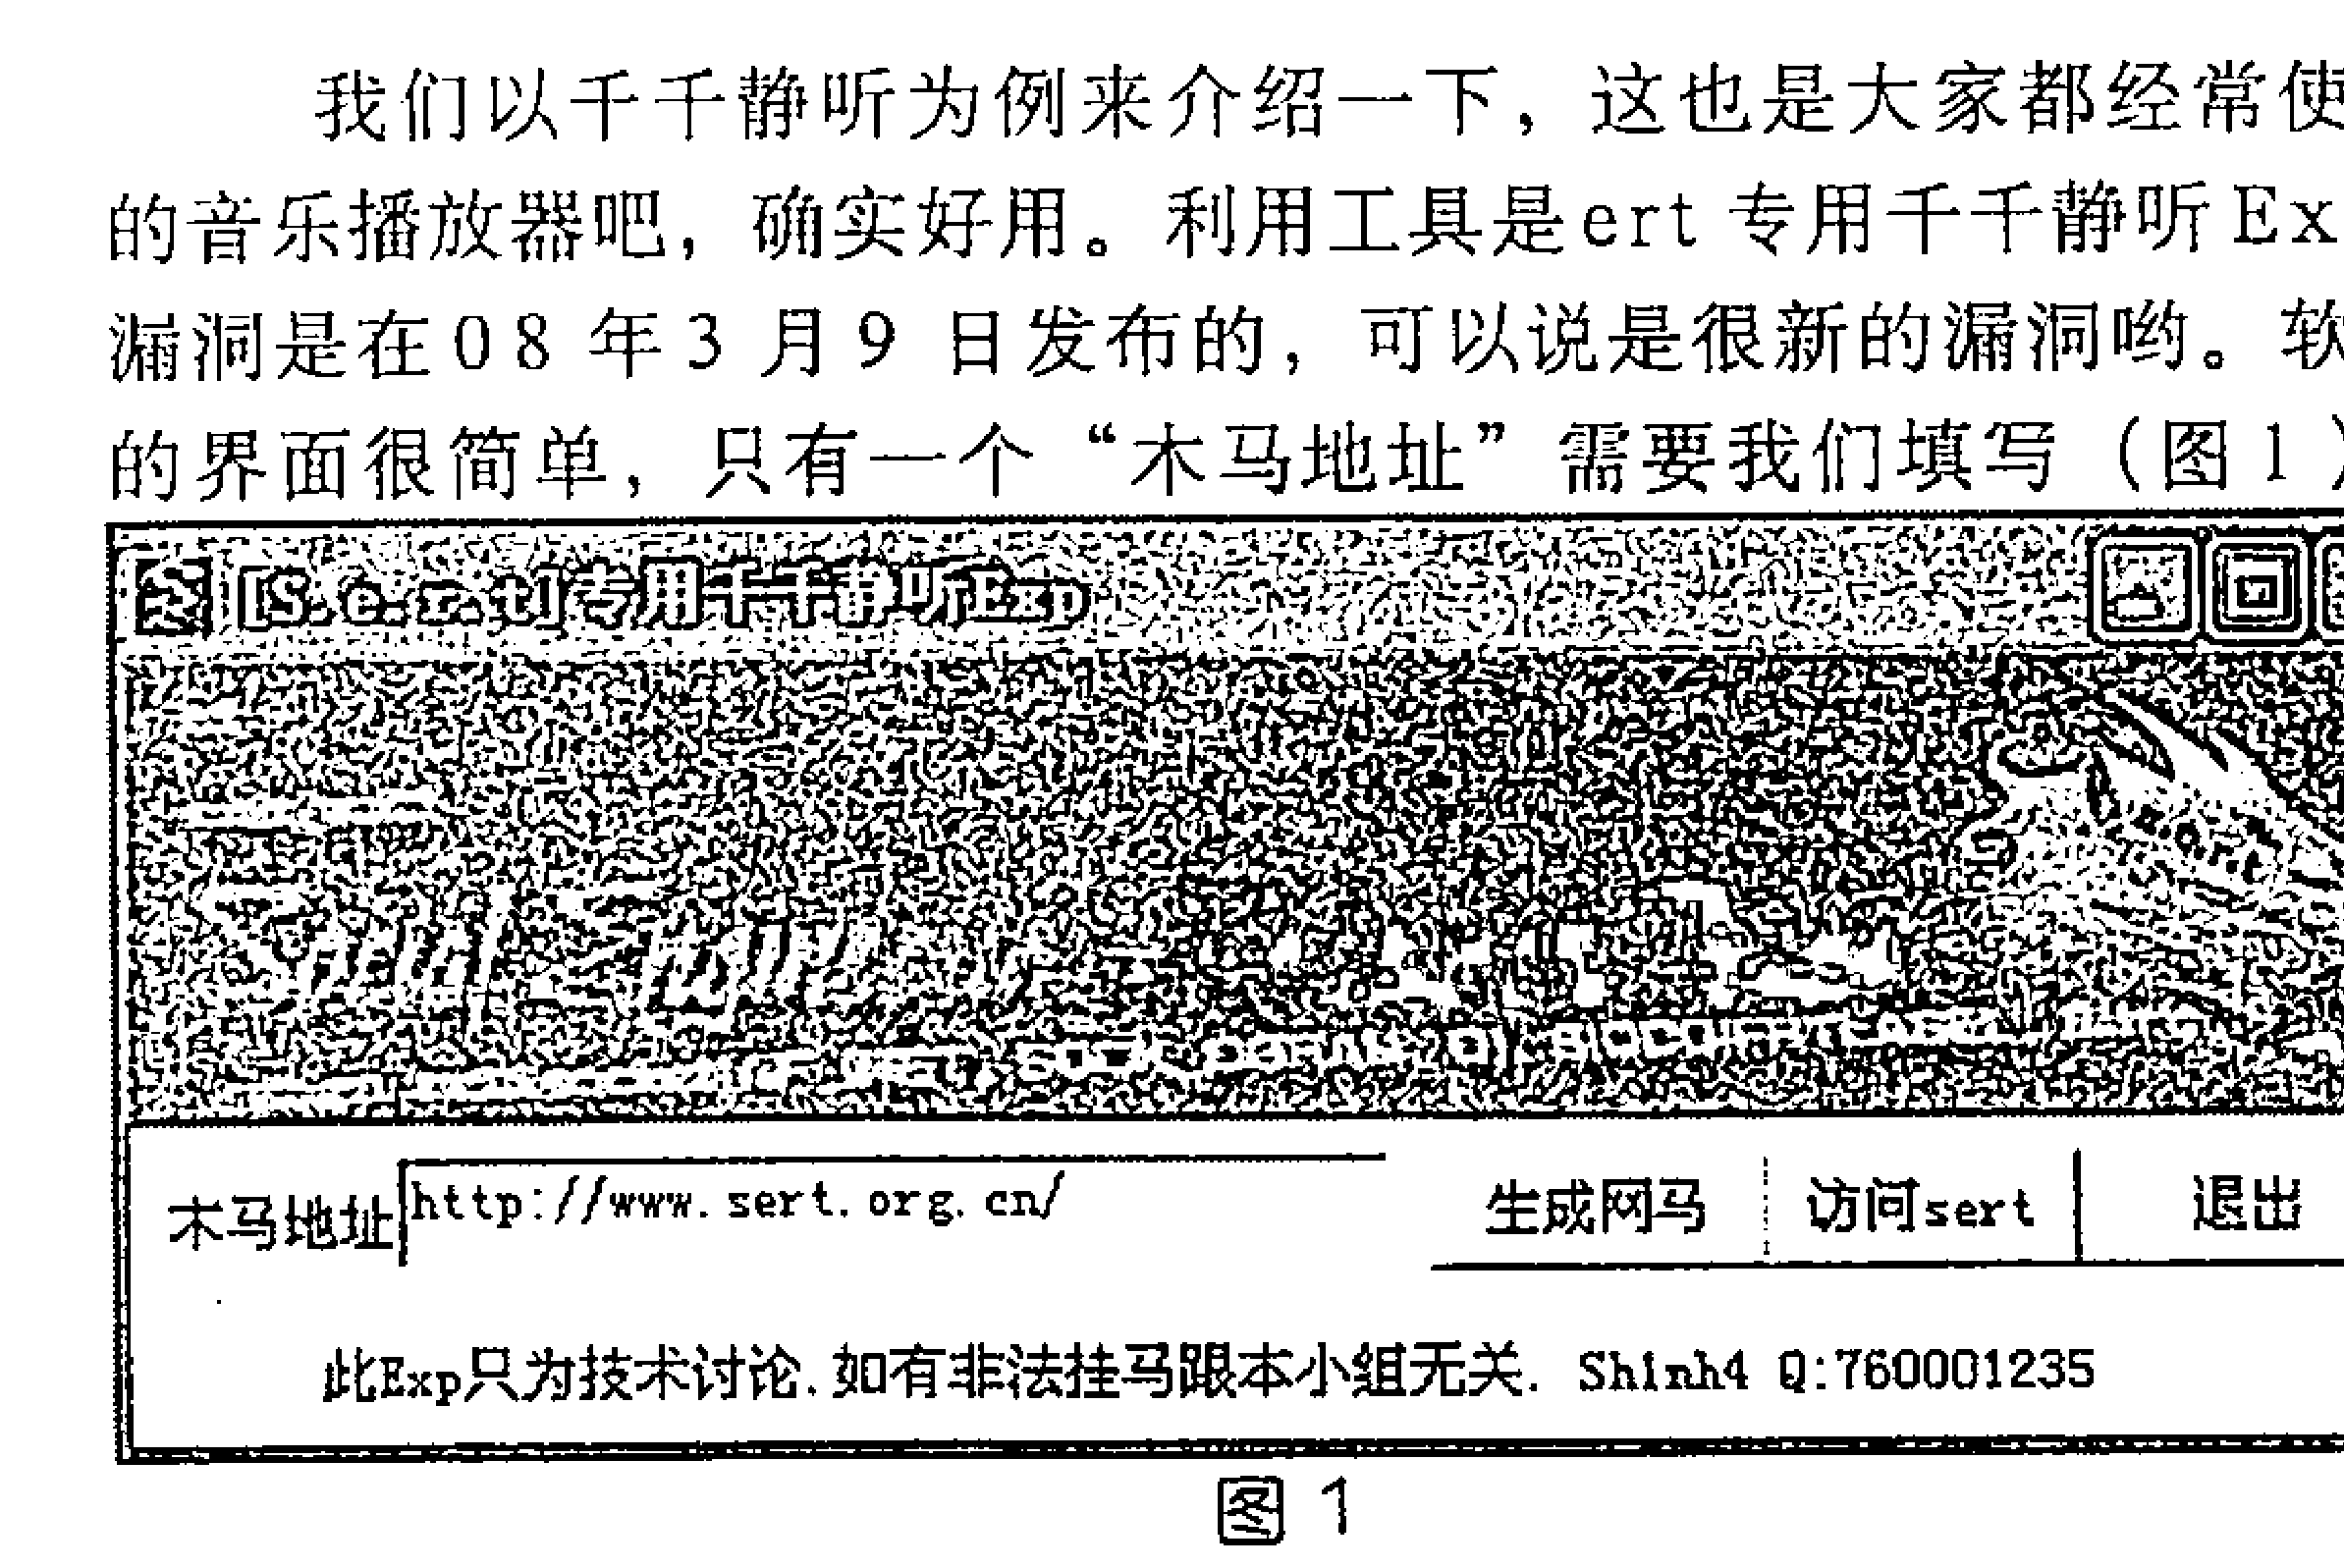 我们以千千静听为例来介绍一下，这也是大家都经常使
的音乐播放器吧，确实好用。利用工具是ert 专用千千静听Ex
漏洞是在08 年3 月9 日发布的，可以说是很新的漏洞哟。软
的界面很简单，只有一个“木马地址”需要我们填写（图1）
[S.e.r.t]专用千千静听Exp
木马地址 http://www.sert.org.cn/ 生成网马 访问sert 退出
此Exp只为技术讨论.如有非法挂马跟本小组无关. Sh1nh4 Q:760001235
图 1